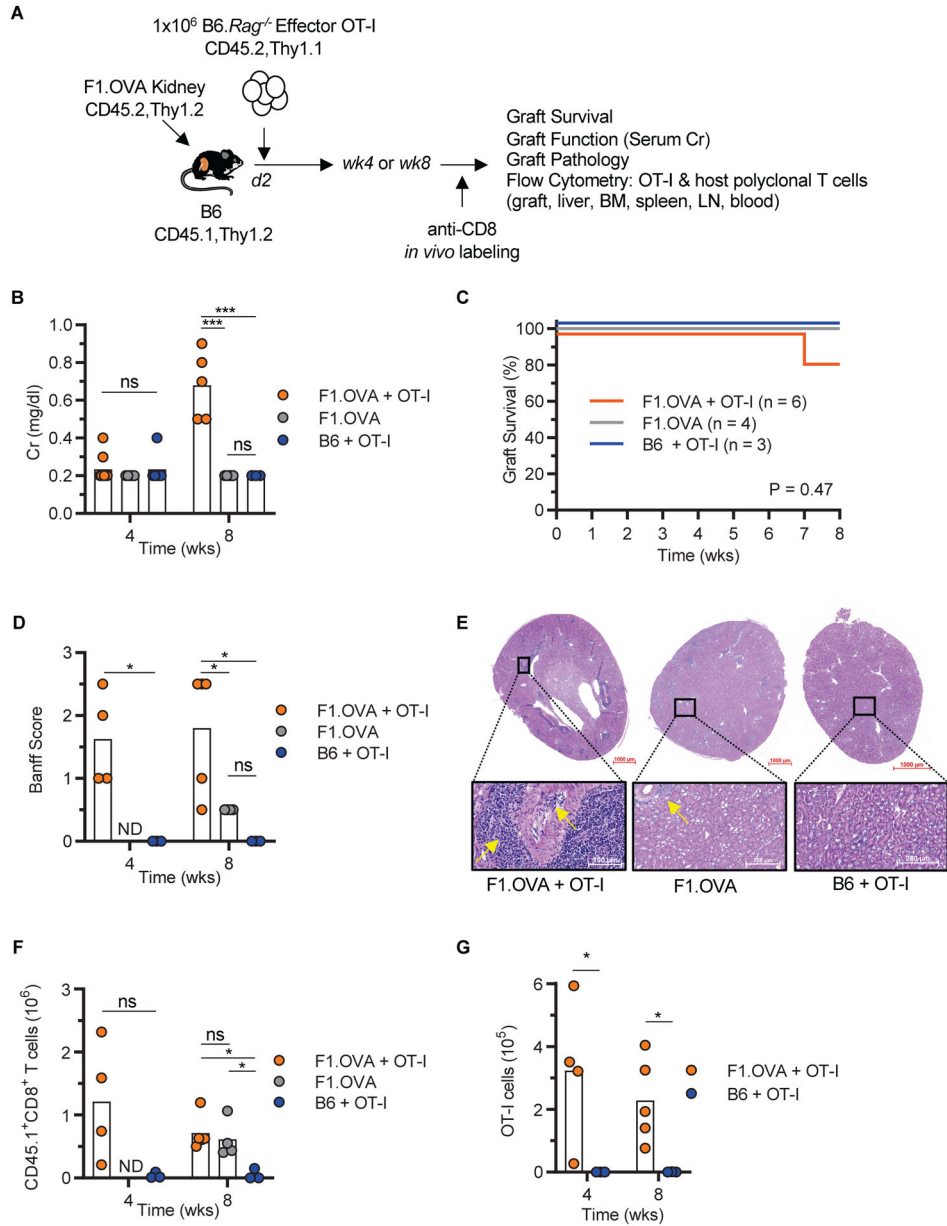 A
1x10⁶ B6.Rag⁻/⁻ Effector OT-I
CD45.2,Thy1.1
F1.OVA Kidney
CD45.2,Thy1.2
d2
wk4 or wk8
B6
CD45.1,Thy1.2
anti-CD8
in vivo labeling
Graft Survival
Graft Function (Serum Cr)
Graft Pathology
Flow Cytometry: OT-I & host polyclonal T cells
(graft, liver, BM, spleen, LN, blood)
B
Cr (mg/dl)
1.0
0.8
0.6
0.4
0.2
0.0
ns
***
***
ns
4
8
Time (wks)
F1.OVA + OT-I
F1.OVA
B6 + OT-I
C
Graft Survival (%)
100
80
60
40
20
0
F1.OVA + OT-I (n = 6)
F1.OVA (n = 4)
B6 + OT-I (n = 3)
P = 0.47
0 1 2 3 4 5 6 7 8
Time (wks)
D
Banff Score
3
2
1
0
*
ND
*
*
ns
4
8
Time (wks)
F1.OVA + OT-I
F1.OVA
B6 + OT-I
E
1000 µm
1000 µm
1000 µm
200 µm
F1.OVA + OT-I
F1.OVA
B6 + OT-I
F
CD45.1⁺CD8⁺ T cells (10⁶)
3
2
1
0
ns
ND
ns
*
*
4
8
Time (wks)
F1.OVA + OT-I
F1.OVA
B6 + OT-I
G
OT-I cells (10⁵)
6
4
2
0
*
*
4
8
Time (wks)
F1.OVA + OT-I
B6 + OT-I